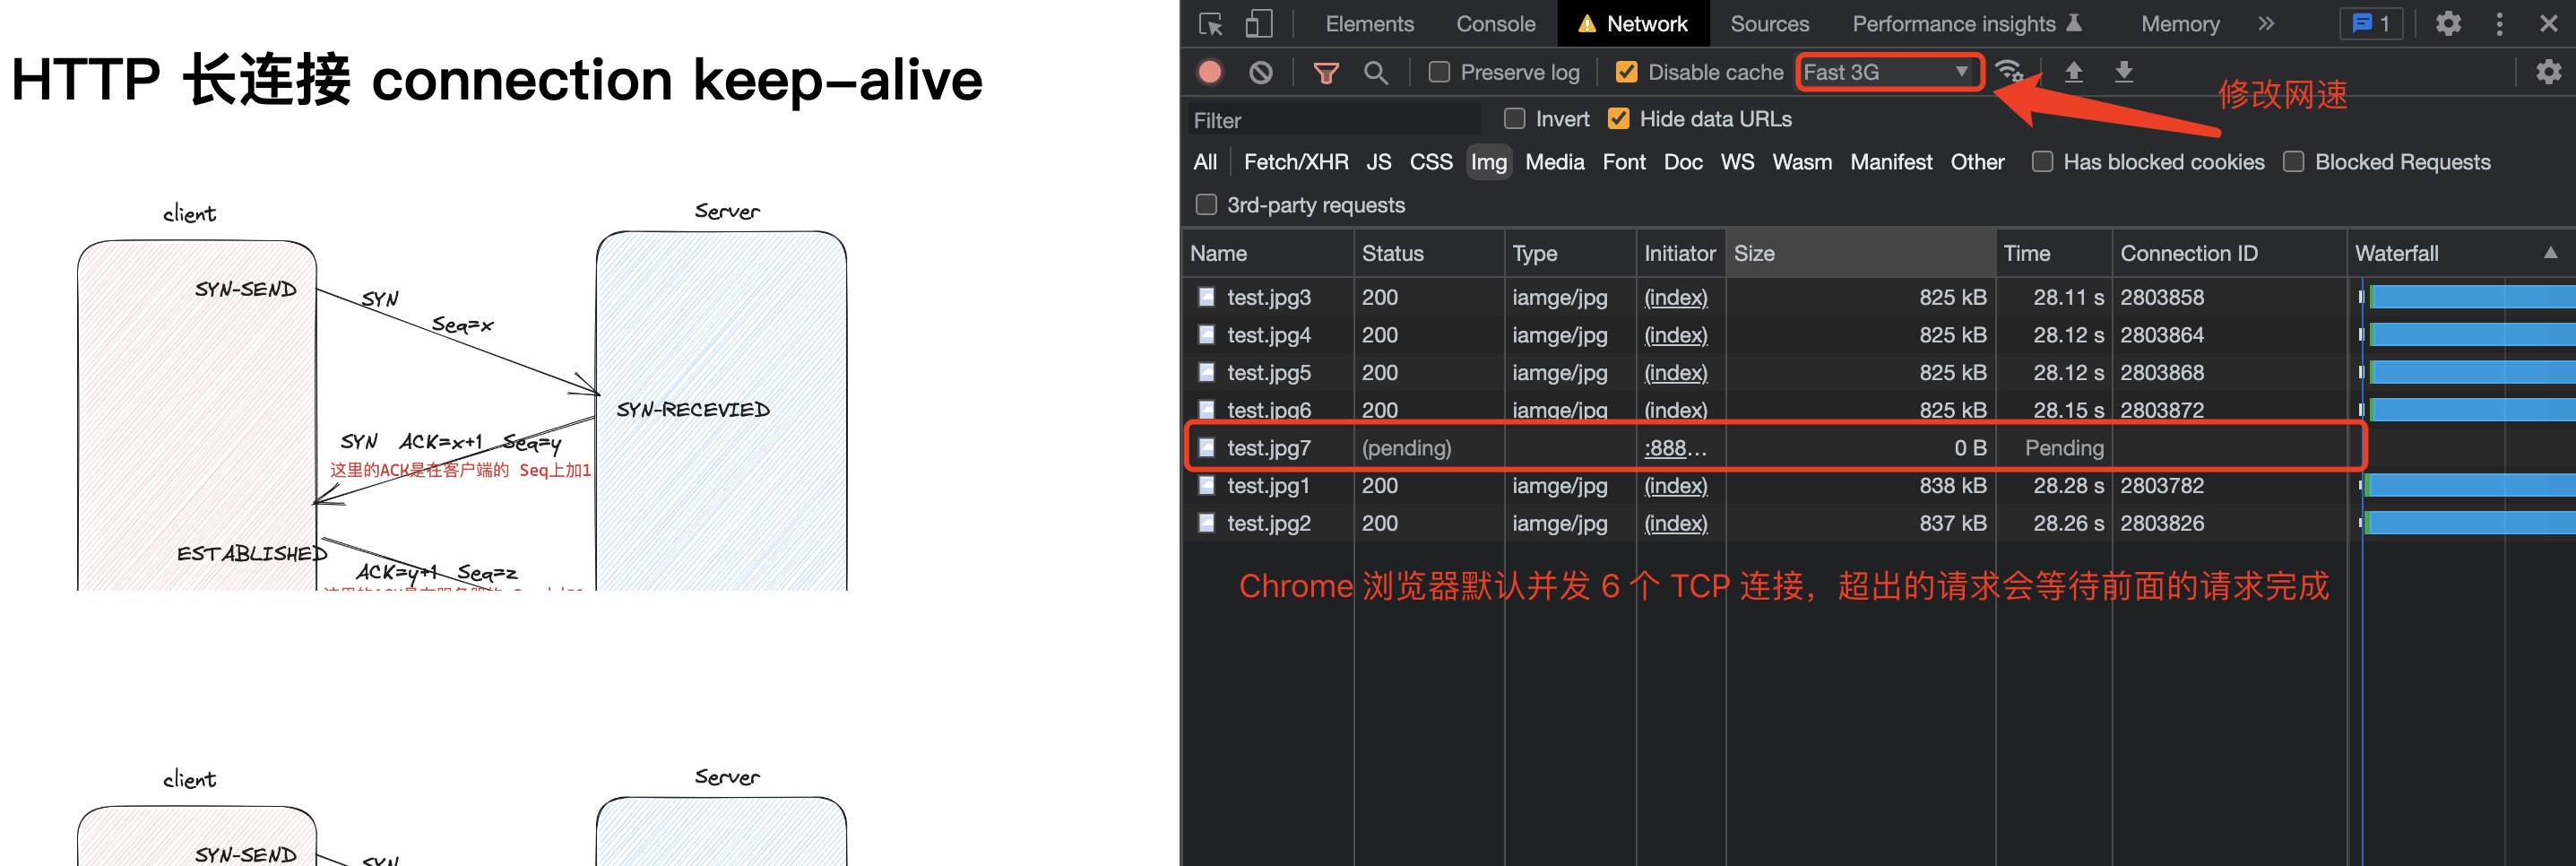 HTTP 长连接 connection keep-alive
client Server
SYN-SEND
SYN
Seq=x
SYN-RECEVIED
SYN ACK=x+1 Seq=y
这里的ACK是在客户端的 Seq上加1
ESTABLISHED
ACK=y+1 Seq=z
client Server
SYN-SEND
SYN
Elements Console Network Sources Performance insights Memory 1
Preserve log Disable cache Fast 3G
修改网速
Filter Invert Hide data URLs
All Fetch/XHR JS CSS Img Media Font Doc WS Wasm Manifest Other Has blocked cookies Blocked Requests
3rd-party requests
Name Status Type Initiator Size Time Connection ID Waterfall
test.jpg3 200 iamge/jpg (index) 825 kB 28.11 s 2803858
test.jpg4 200 iamge/jpg (index) 825 kB 28.12 s 2803864
test.jpg5 200 iamge/jpg (index) 825 kB 28.12 s 2803868
test.jpg6 200 iamge/jpg (index) 825 kB 28.15 s 2803872
test.jpg7 (pending) :888… 0 B Pending
test.jpg1 200 iamge/jpg (index) 838 kB 28.28 s 2803782
test.jpg2 200 iamge/jpg (index) 837 kB 28.26 s 2803826
Chrome 浏览器默认并发 6 个 TCP 连接，超出的请求会等待前面的请求完成